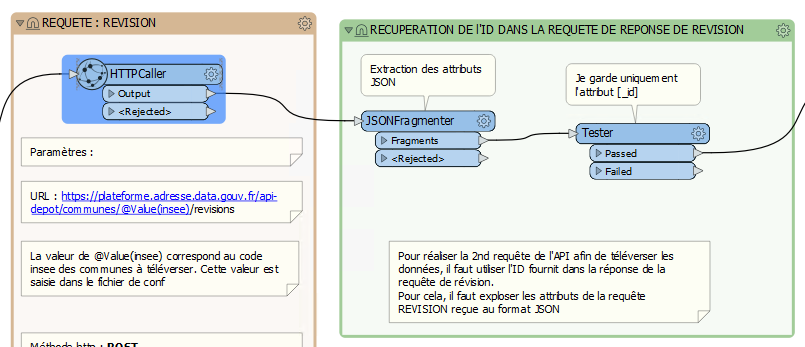 REQUETE : REVISION
HTTPCaller
Output
<Rejected>
Paramètres :
URL : https://plateforme.adresse.data.gouv.fr/api-
depot/communes/@Value(insee)/revisions
La valeur de @Value(insee) correspond au code
insee des communes à téléverser. Cette valeur est
saisie dans le fichier de conf
Méthode http : POST
RECUPERATION DE l'ID DANS LA REQUETE DE REPONSE DE REVISION
Extraction des attributs
JSON
JSONFragmenter
Fragments
<Rejected>
Je garde uniquement
l'attribut [_id]
Tester
Passed
Failed
Pour réaliser la 2nd requête de l'API afin de téléverser les
données, il faut utiliser l'ID fournit dans la réponse de la
requête de révision.
Pour cela, il faut exploser les attributs de la requête
REVISION reçue au format JSON